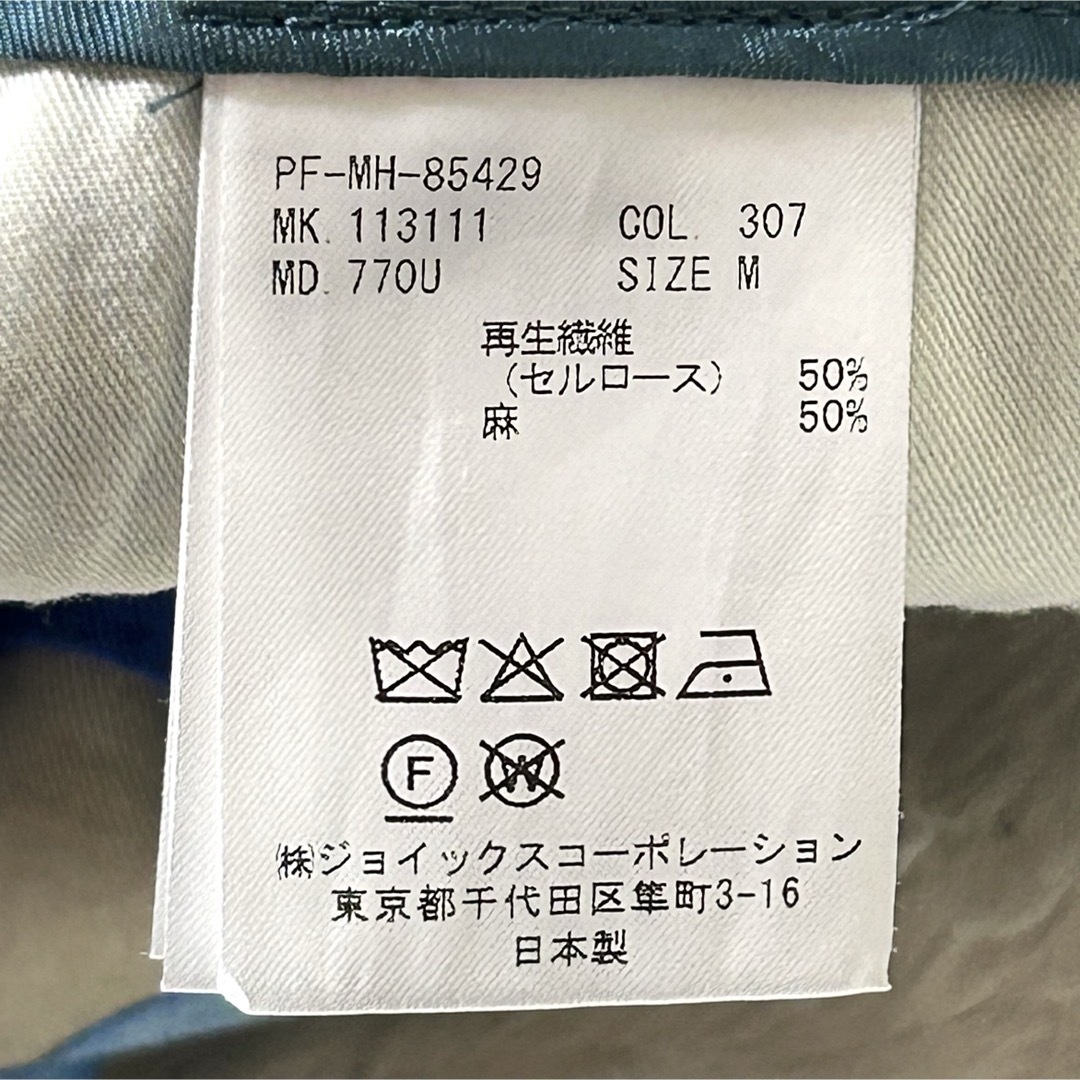 PF-MH-85429
MK. 113111 COL. 307
MD. 770U SIZE M
再生繊維
(セルロース) 50%
麻 50%
F
W
㈱ジョイックスコーポレーション
東京都千代田区隼町3-16
日本製